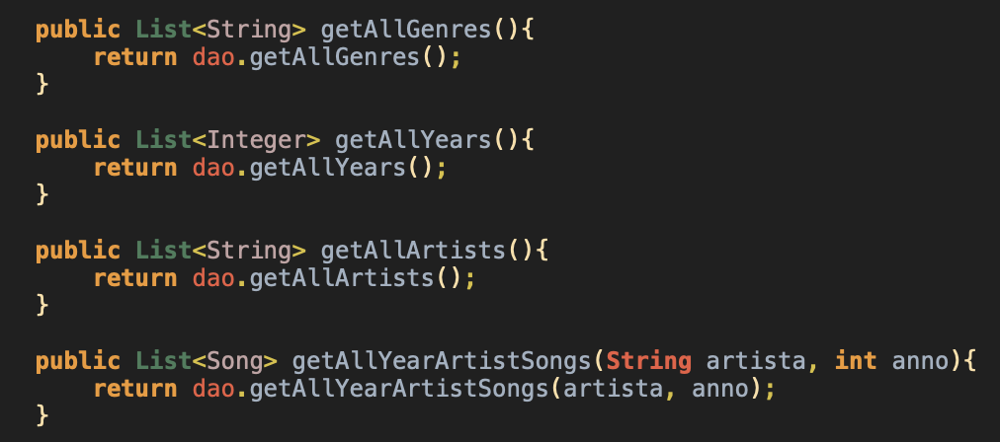 public List<String> getAllGenres(){
    return dao.getAllGenres();
}

public List<Integer> getAllYears(){
    return dao.getAllYears();
}

public List<String> getAllArtists(){
    return dao.getAllArtists();
}

public List<Song> getAllYearArtistSongs(String artista, int anno){
    return dao.getAllYearArtistSongs(artista, anno);
}